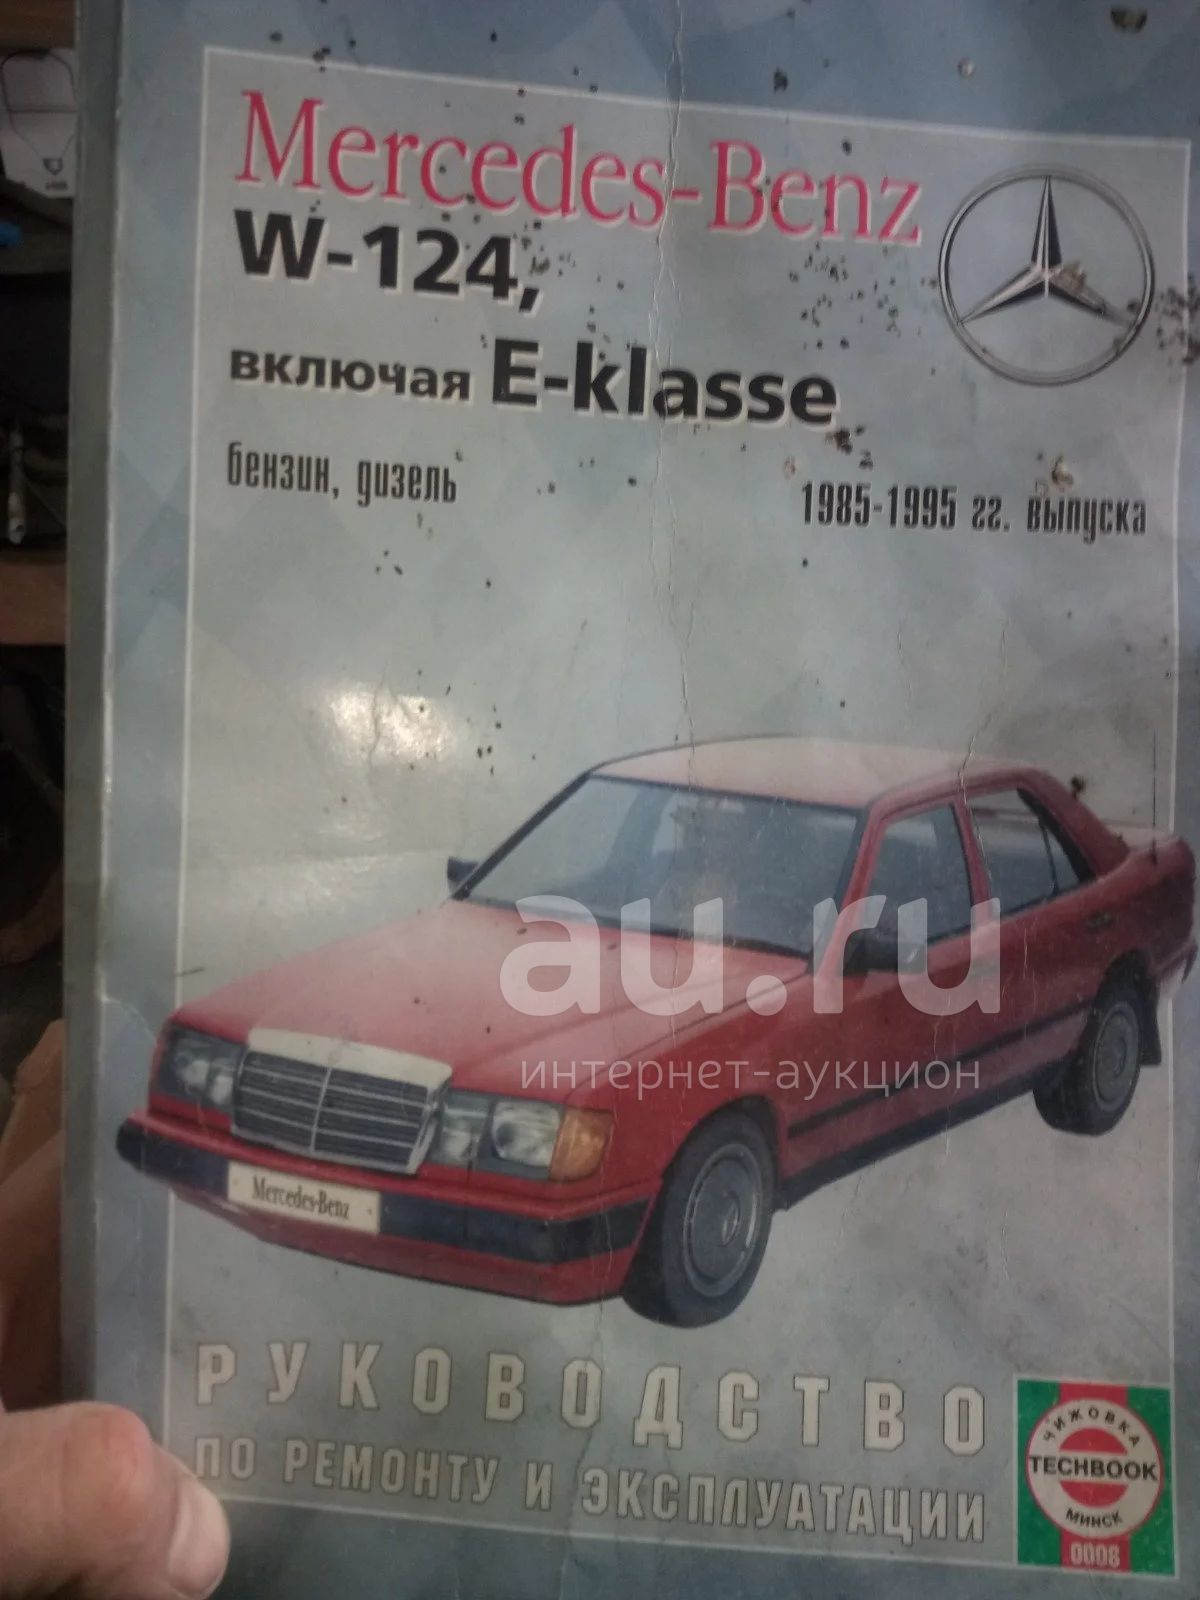 Mercedes-Benz
W-124,
включая E-klasse
бензин, дизель
1985-1995 гг. выпуска
au.ru
интернет-аукцион
Mercedes-Benz
РУКОВОДСТВО
ПО РЕМОНТУ И ЭКСПЛУАТАЦИИ
ЧИЖОВКА
TECHBOOK
МИНСК
0008